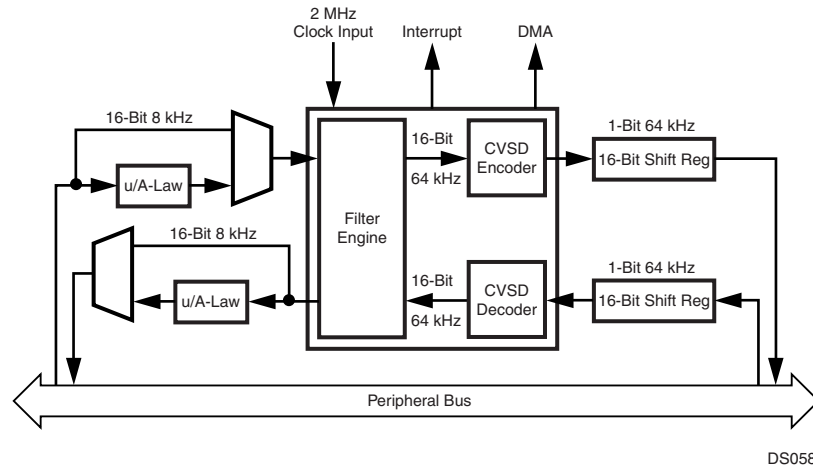 2 MHz
Clock Input
Interrupt
DMA
16-Bit 8 kHz
u/A-Law
16-Bit 8 kHz
u/A-Law
Filter
Engine
16-Bit
64 kHz
CVSD
Encoder
1-Bit 64 kHz
16-Bit Shift Reg
16-Bit
64 kHz
CVSD
Decoder
1-Bit 64 kHz
16-Bit Shift Reg
Peripheral Bus
DS058